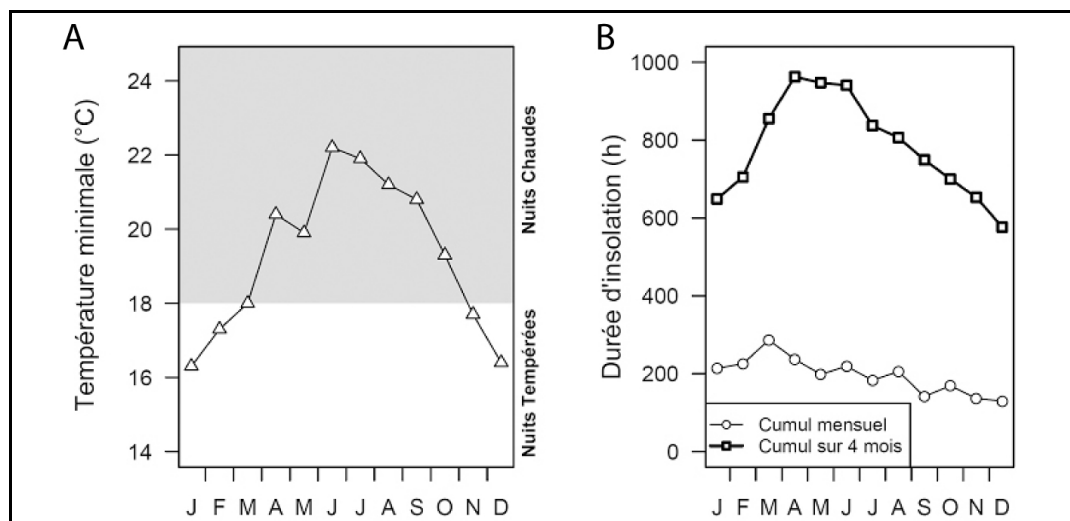 A
Température minimale (°C)
24
22
20
18
16
14
Nuits Chaudes
Nuits Tempérées
J F M A M J J A S O N D
B
Durée d'insolation (h)
1000
800
600
400
200
0
Cumul mensuel
Cumul sur 4 mois
J F M A M J J A S O N D